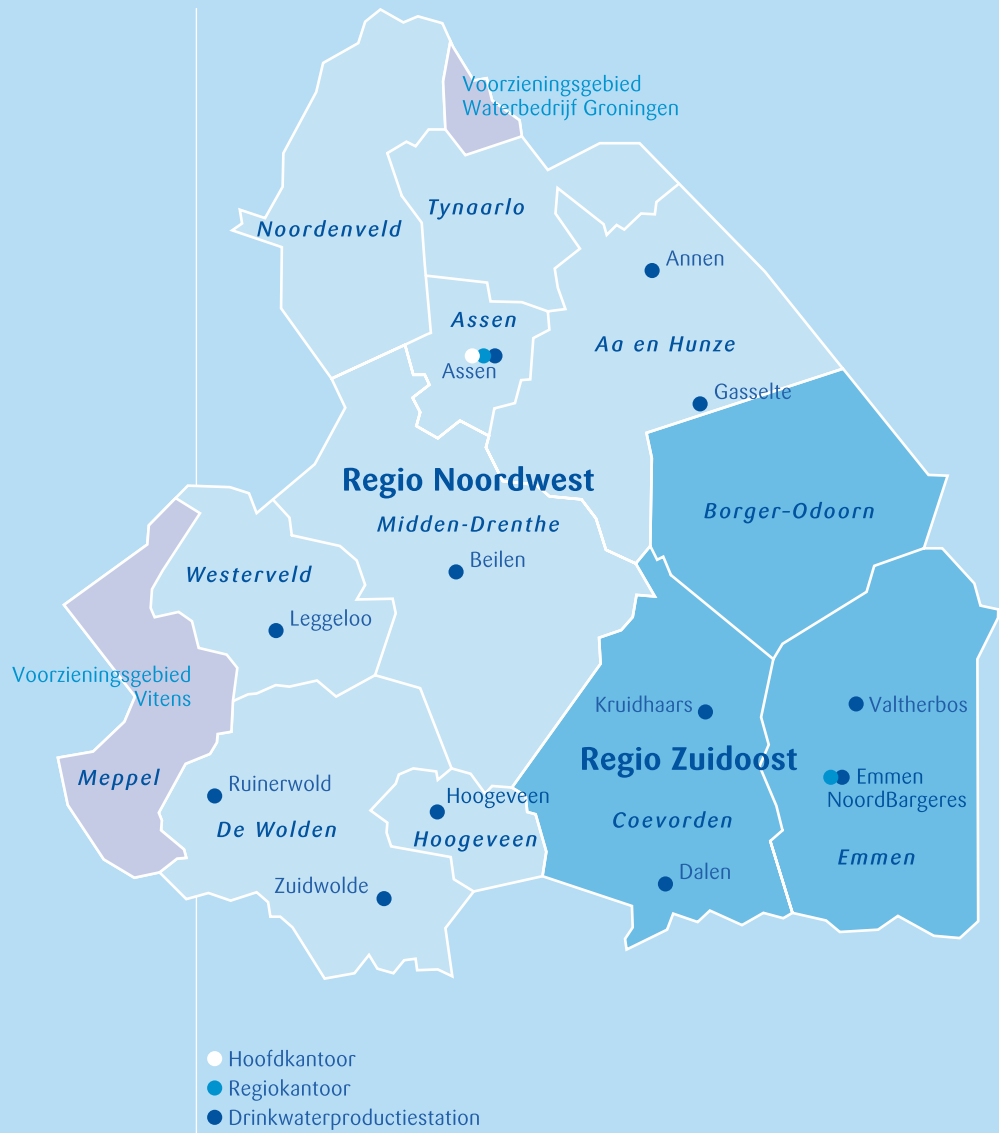 Voorzieningsgebied
Waterbedrijf Groningen
Tynaarlo
Noordenveld
Annen
Assen
Aa en Hunze
Assen
Gasselte
Regio Noordwest
Borger-Odoorn
Midden-Drenthe
Beilen
Westerveld
Leggeloo
Voorzieningsgebied
Vitens
Kruidhaars
Valtherbos
Regio Zuidoost
Meppel
Ruinerwold
Emmen
NoordBargeres
Hoogeveen
De Wolden
Coevorden
Hoogeveen
Emmen
Dalen
Zuidwolde
Hoofdkantoor
Regiokantoor
Drinkwaterproductiestation